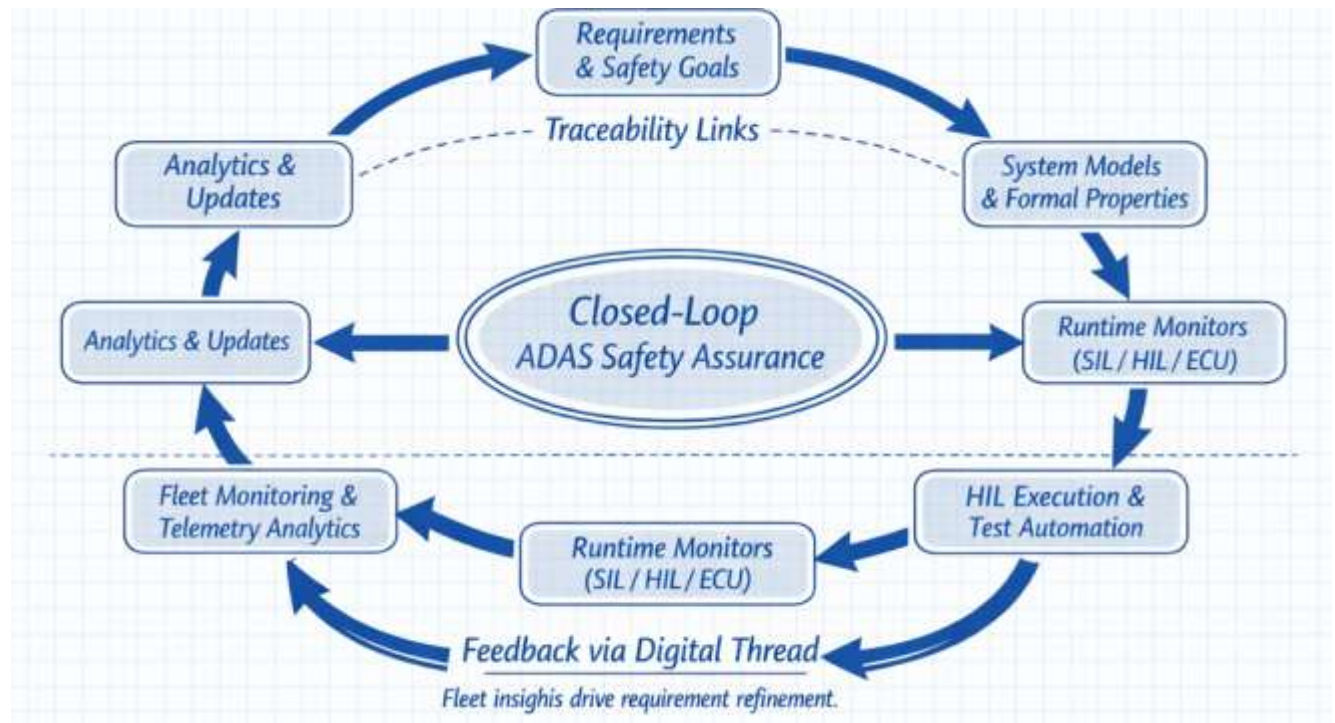 Requirements
& Safety Goals
Traceability Links
Analytics &
Updates
System Models
& Formal Properties
Closed-Loop
ADAS Safety Assurance
Analytics & Updates
Runtime Monitors
(SIL / HIL / ECU)
Fleet Monitoring &
Telemetry Analytics
HIL Execution &
Test Automation
Runtime Monitors
(SIL / HIL / ECU)
Feedback via Digital Thread
Fleet insighis drive requirement refinement.